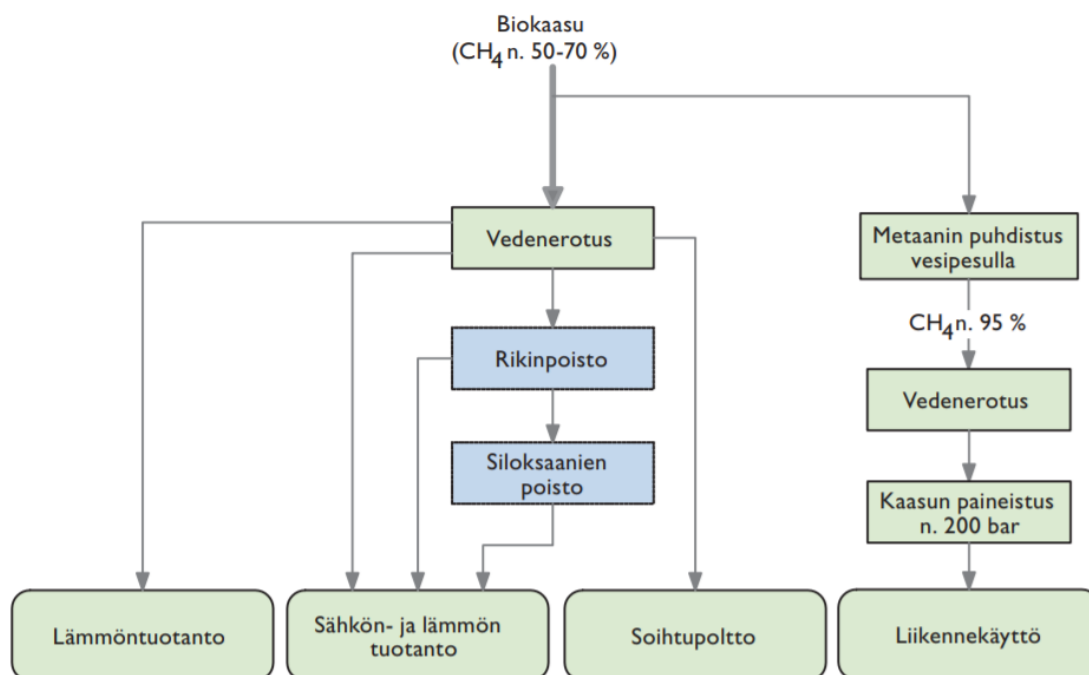 Biokaasu
(CH4 n. 50-70 %)
Vedenerotus
Metaanin puhdistus
vesipesulla
CH4 n. 95 %
Rikinpoisto
Vedenerotus
Siloksaanien
poisto
Kaasun paineistus
n. 200 bar
Lämmöntuotanto
Sähkön- ja lämmön
tuotanto
Soihtupoltto
Liikennekäyttö